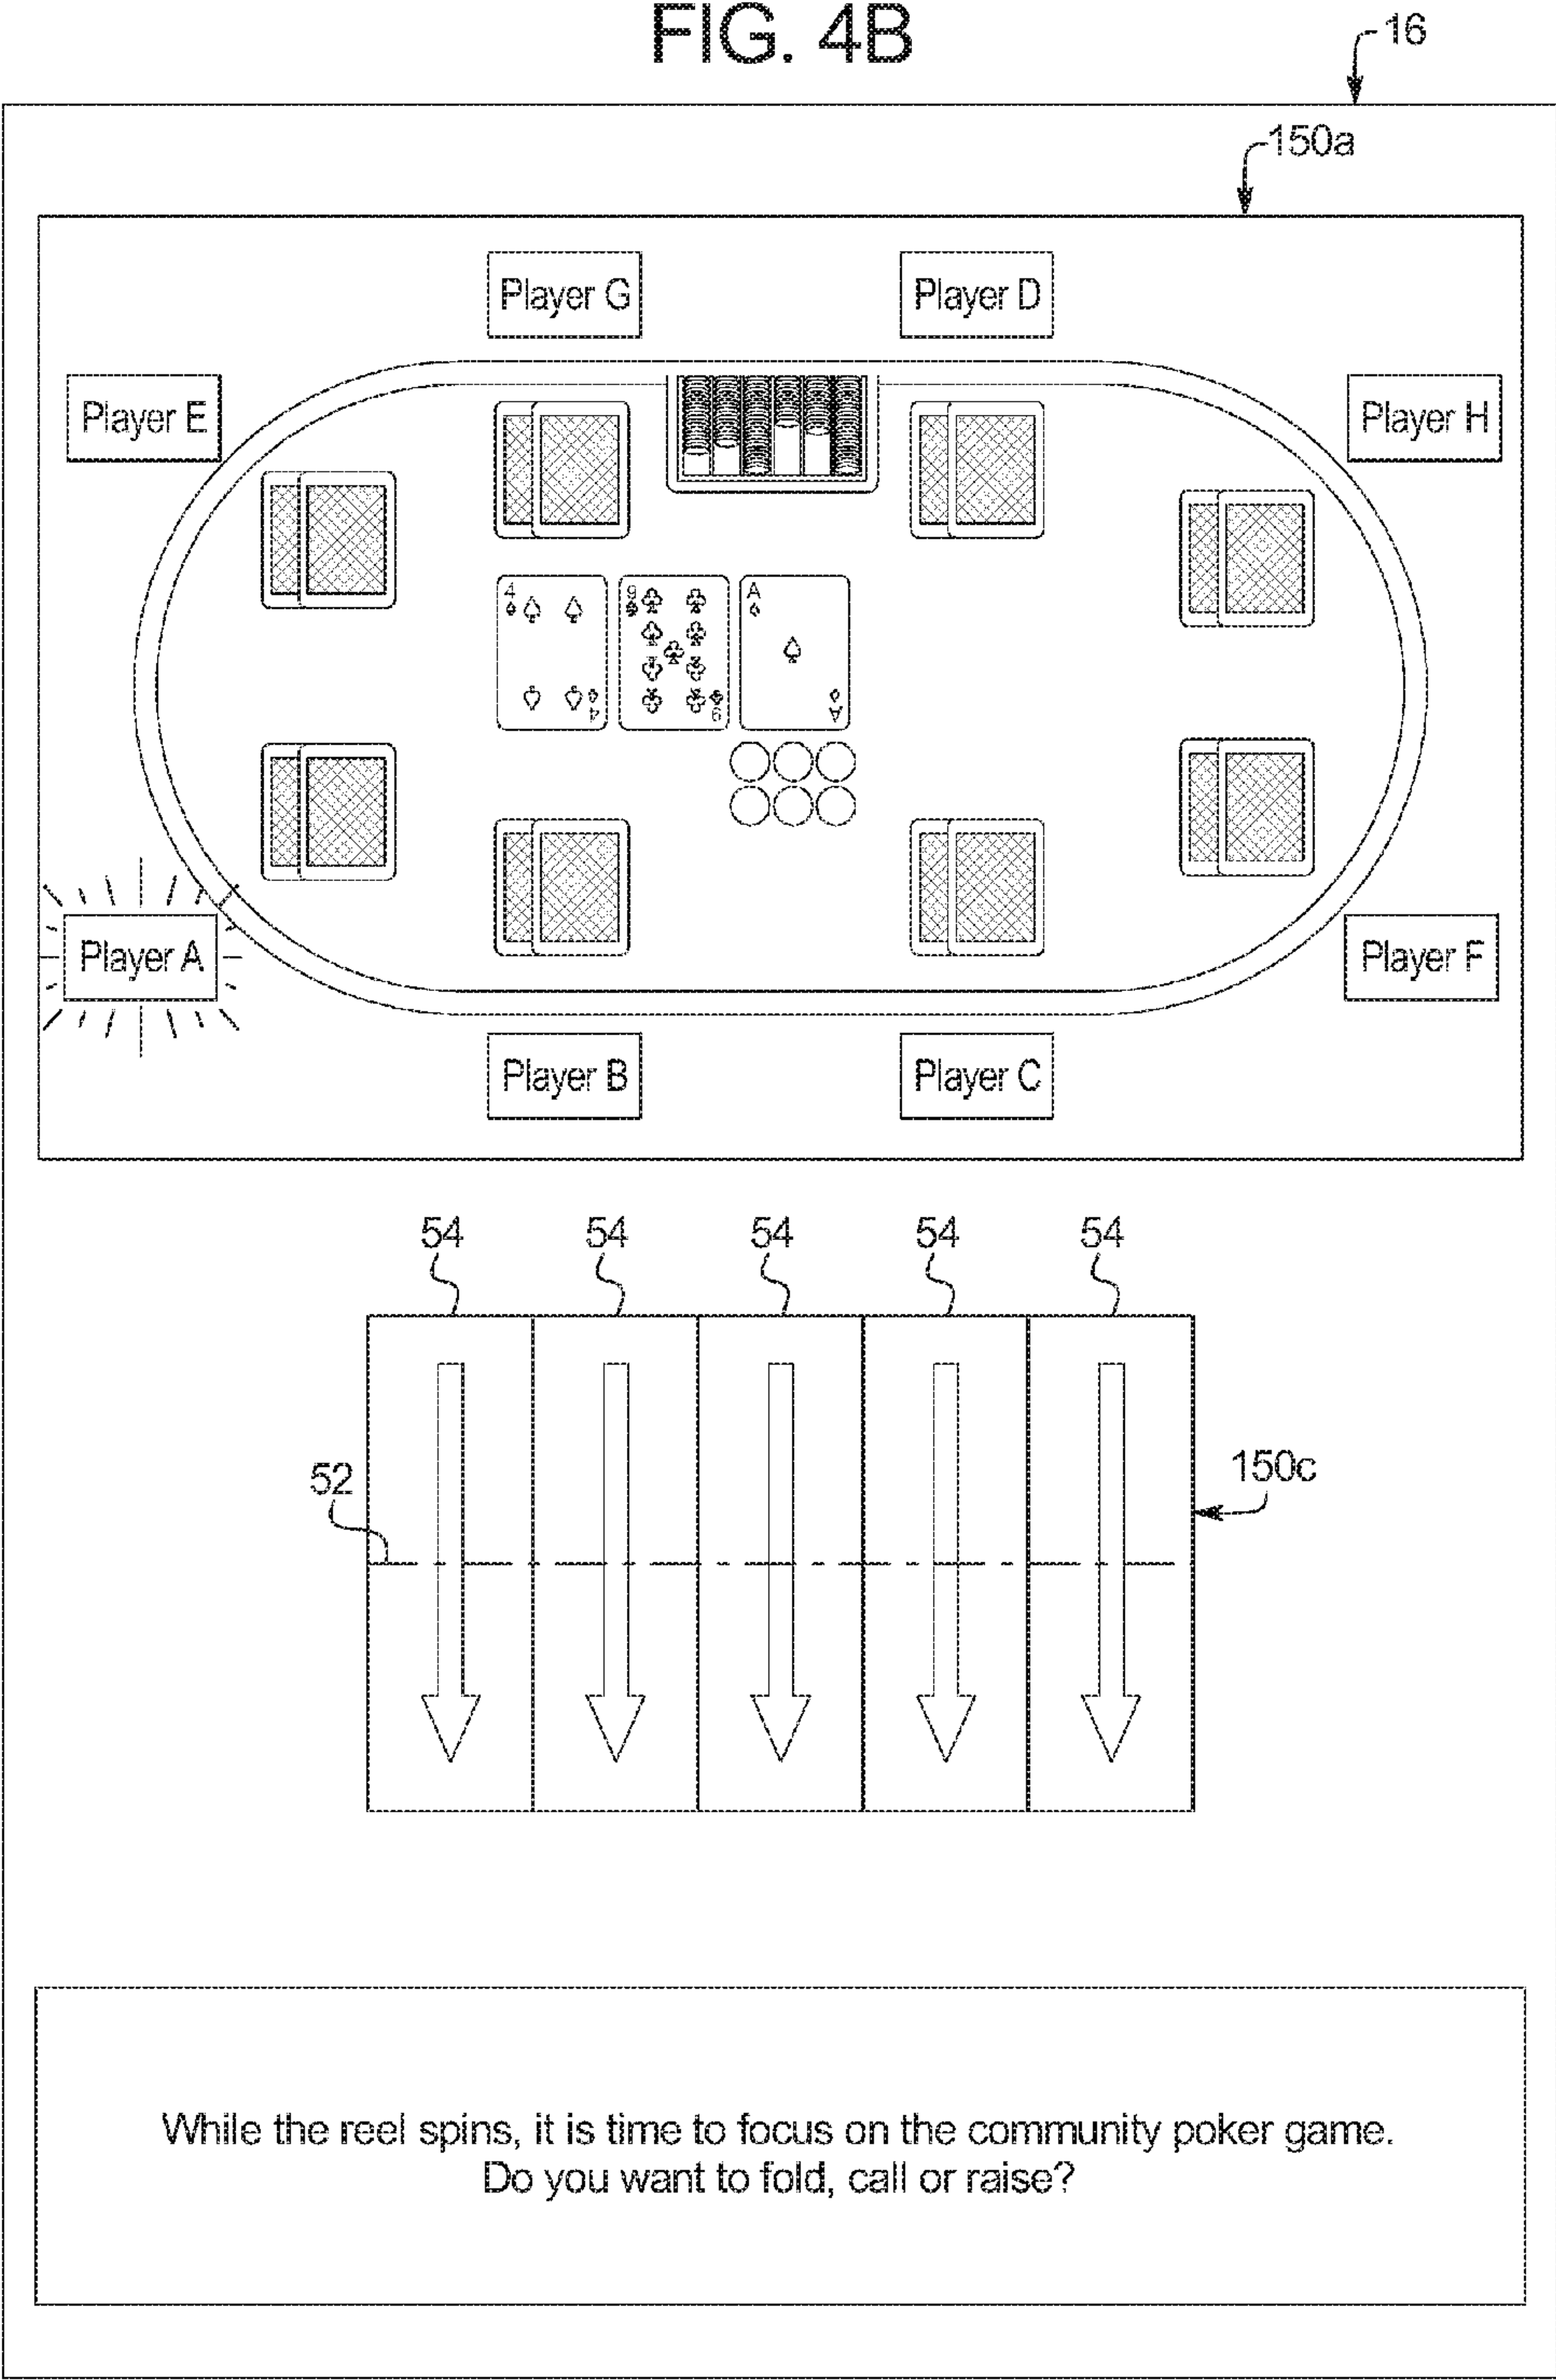 FIG. 4B
16
150a
Player G
Player D
Player E
Player H
4
9
A
4
9
A
Player A
Player F
Player B
Player C
54
54
54
54
54
52
150c
While the reel spins, it is time to focus on the community poker game.
Do you want to fold, call or raise?